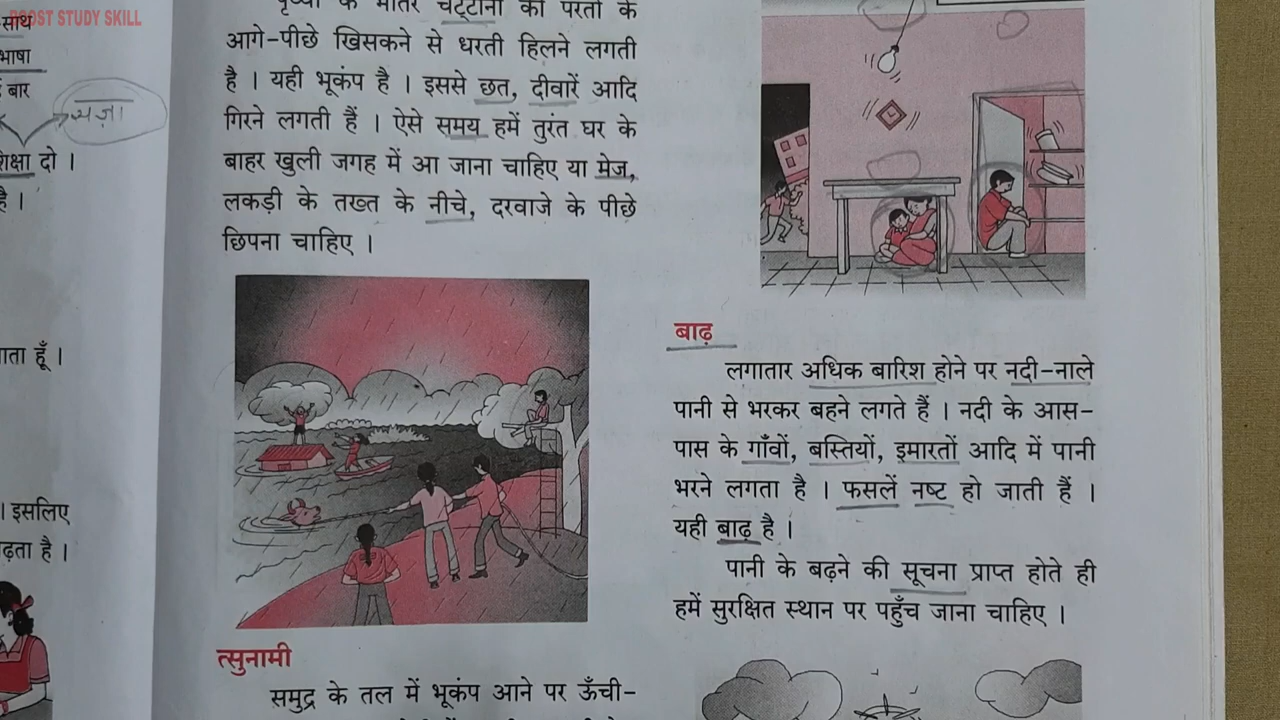 BOOST STUDY SKILL
साथ
भाषा
बार
सज़ा
शिक्षा दो ।
है ।
ाता हूँ ।
। इसलिए
ढ़ता है ।
पृथ्वी के भीतर चट्टानों की परतों के
आगे-पीछे खिसकने से धरती हिलने लगती
है । यही भूकंप है । इससे छत, दीवारें आदि
गिरने लगती हैं । ऐसे समय हमें तुरंत घर के
बाहर खुली जगह में आ जाना चाहिए या मेज,
लकड़ी के तख्त के नीचे, दरवाजे के पीछे
छिपना चाहिए ।
त्सुनामी
समुद्र के तल में भूकंप आने पर ऊँची-
बाढ़
लगातार अधिक बारिश होने पर नदी-नाले
पानी से भरकर बहने लगते हैं । नदी के आस-
पास के गाँवों, बस्तियों, इमारतों आदि में पानी
भरने लगता है । फसलें नष्ट हो जाती हैं ।
यही बाढ़ है ।
पानी के बढ़ने की सूचना प्राप्त होते ही
हमें सुरक्षित स्थान पर पहुँच जाना चाहिए ।